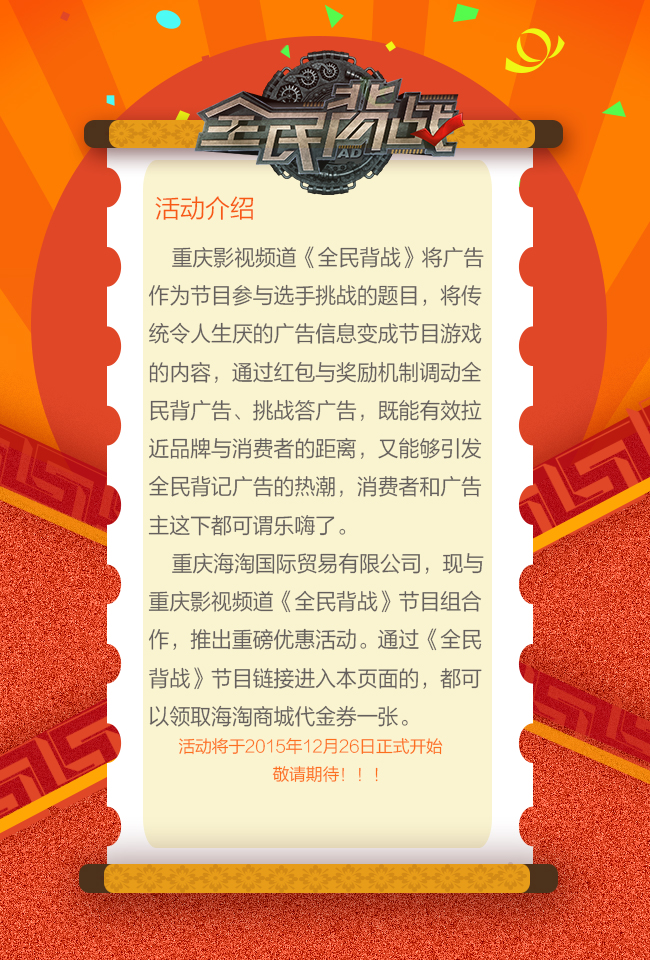 全民背战
AD
活动介绍
重庆影视频道《全民背战》将广告
作为节目参与选手挑战的题目，将传
统令人生厌的广告信息变成节目游戏
的内容，通过红包与奖励机制调动全
民背广告、挑战答广告，既能有效拉
近品牌与消费者的距离，又能够引发
全民背记广告的热潮，消费者和广告
主这下都可谓乐嗨了。
重庆海淘国际贸易有限公司，现与
重庆影视频道《全民背战》节目组合
作，推出重磅优惠活动。通过《全民
背战》节目链接进入本页面的，都可
以领取海淘商城代金券一张。
活动将于2015年12月26日正式开始
敬请期待！！！